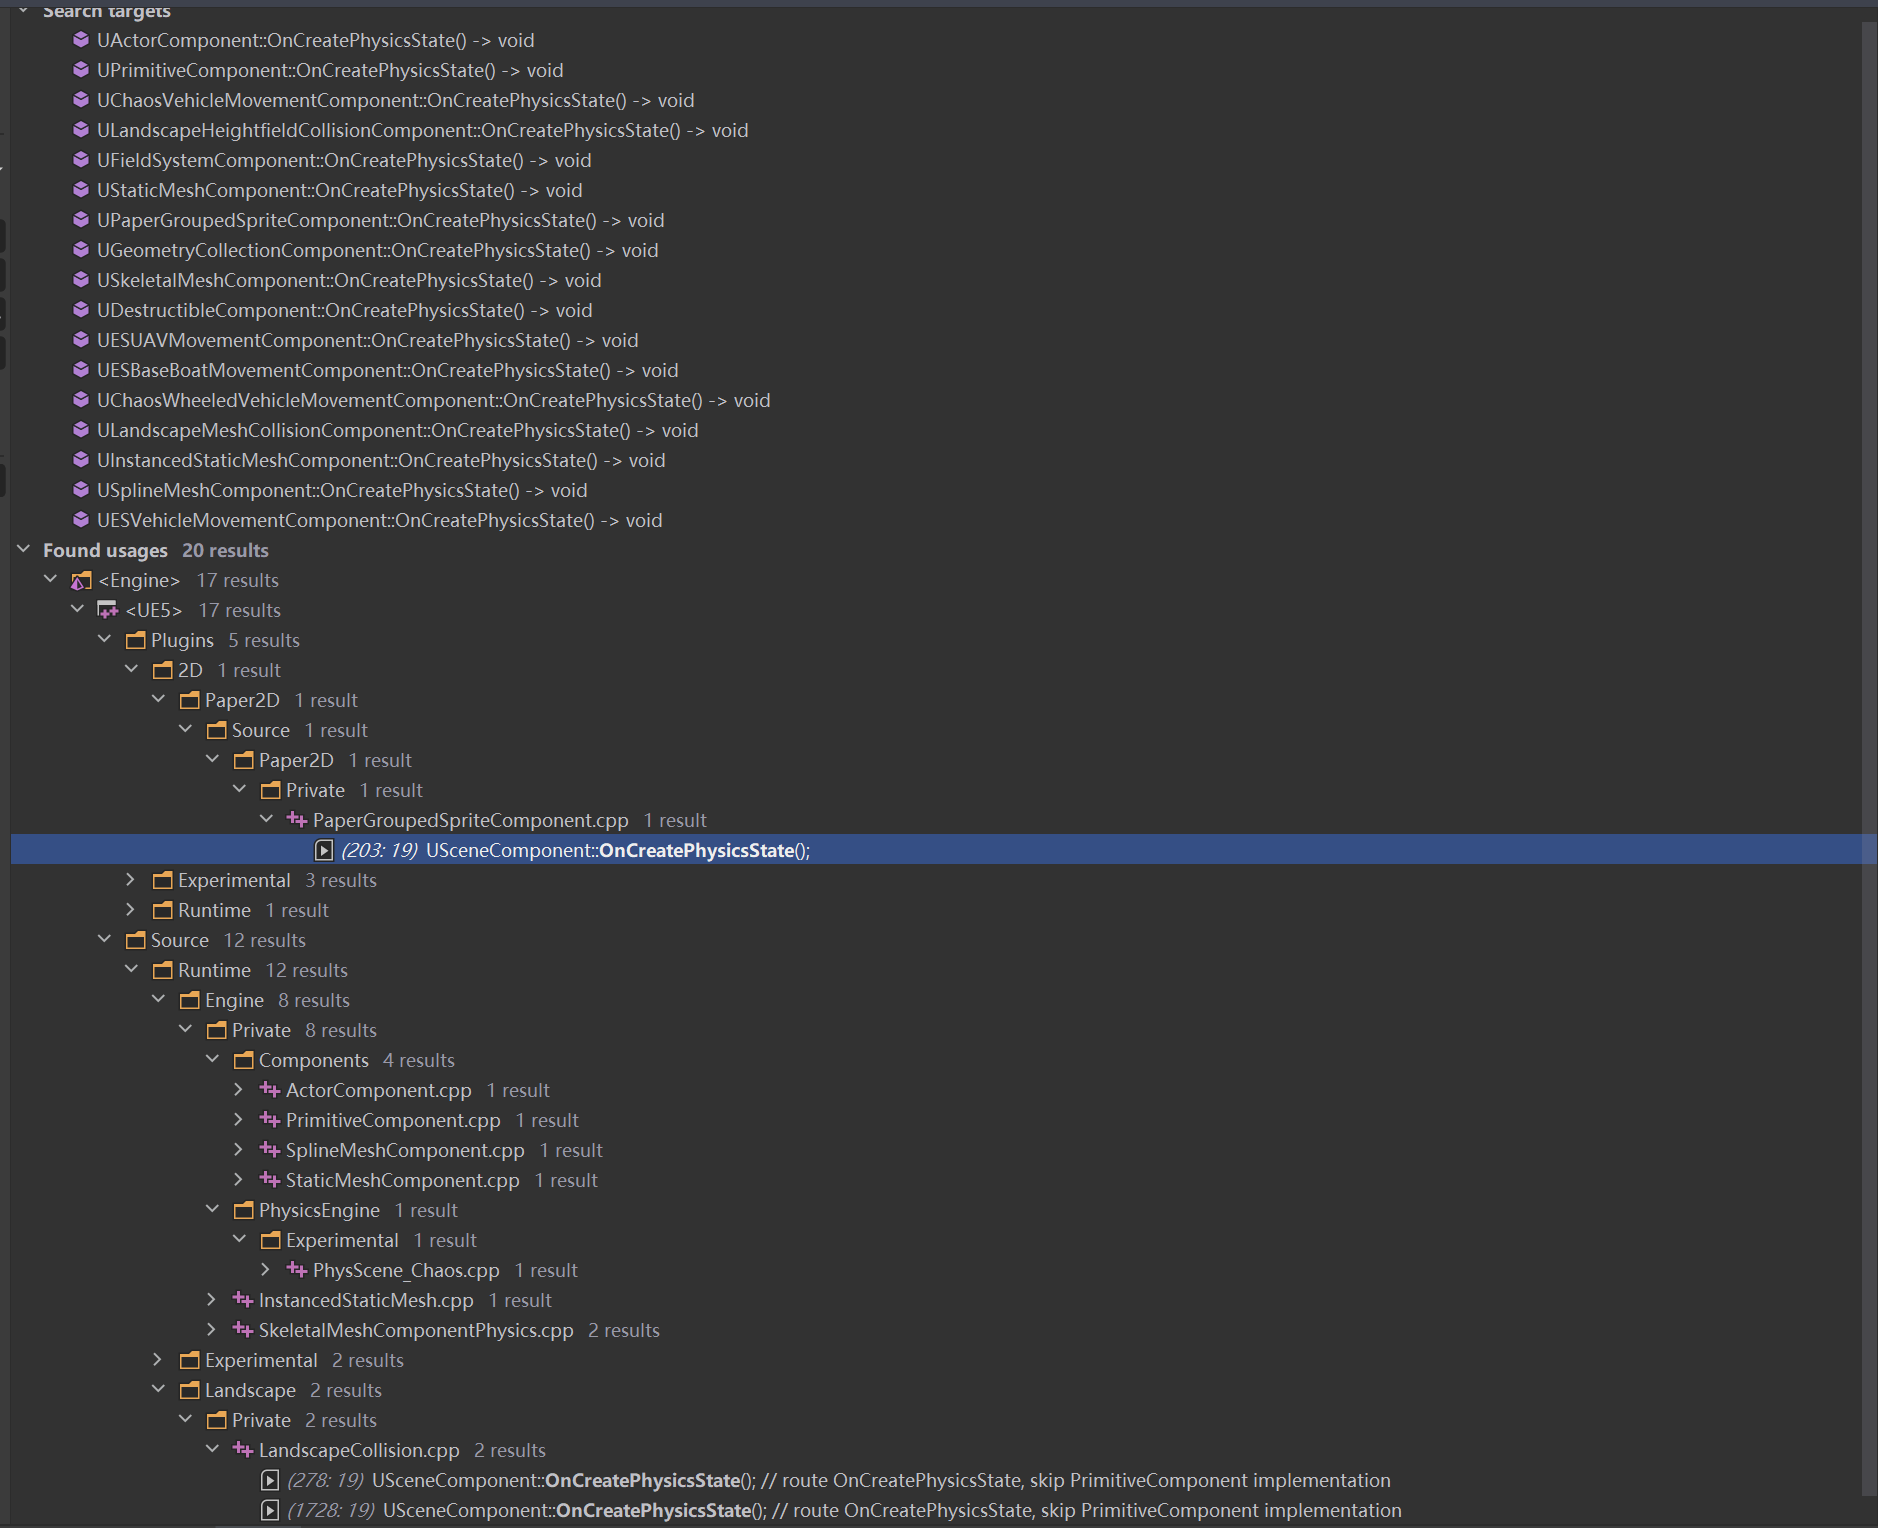 Search targets
UActorComponent::OnCreatePhysicsState() -> void
UPrimitiveComponent::OnCreatePhysicsState() -> void
UChaosVehicleMovementComponent::OnCreatePhysicsState() -> void
ULandscapeHeightfieldCollisionComponent::OnCreatePhysicsState() -> void
UFieldSystemComponent::OnCreatePhysicsState() -> void
UStaticMeshComponent::OnCreatePhysicsState() -> void
UPaperGroupedSpriteComponent::OnCreatePhysicsState() -> void
UGeometryCollectionComponent::OnCreatePhysicsState() -> void
USkeletalMeshComponent::OnCreatePhysicsState() -> void
UDestructibleComponent::OnCreatePhysicsState() -> void
UESUAVMovementComponent::OnCreatePhysicsState() -> void
UESBaseBoatMovementComponent::OnCreatePhysicsState() -> void
UChaosWheeledVehicleMovementComponent::OnCreatePhysicsState() -> void
ULandscapeMeshCollisionComponent::OnCreatePhysicsState() -> void
UInstancedStaticMeshComponent::OnCreatePhysicsState() -> void
USplineMeshComponent::OnCreatePhysicsState() -> void
UESVehicleMovementComponent::OnCreatePhysicsState() -> void
Found usages 20 results
<Engine> 17 results
<UE5> 17 results
Plugins 5 results
2D 1 result
Paper2D 1 result
Source 1 result
Paper2D 1 result
Private 1 result
PaperGroupedSpriteComponent.cpp 1 result
(203: 19) USceneComponent::OnCreatePhysicsState();
Experimental 3 results
Runtime 1 result
Source 12 results
Runtime 12 results
Engine 8 results
Private 8 results
Components 4 results
ActorComponent.cpp 1 result
PrimitiveComponent.cpp 1 result
SplineMeshComponent.cpp 1 result
StaticMeshComponent.cpp 1 result
PhysicsEngine 1 result
Experimental 1 result
PhysScene_Chaos.cpp 1 result
InstancedStaticMesh.cpp 1 result
SkeletalMeshComponentPhysics.cpp 2 results
Experimental 2 results
Landscape 2 results
Private 2 results
LandscapeCollision.cpp 2 results
(278: 19) USceneComponent::OnCreatePhysicsState(); // route OnCreatePhysicsState, skip PrimitiveComponent implementation
(1728: 19) USceneComponent::OnCreatePhysicsState(); // route OnCreatePhysicsState, skip PrimitiveComponent implementation